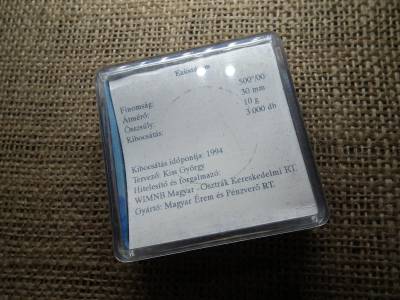 Finomság: 500°/00
Átmérő: 30 mm
Összsúly: 10 g
Kibocsátás: 3 000 db
Kibocsátás időpontja: 1994
Tervező: Kiss György
Hitelesítő és forgalmazó:
WIMNB Magyar - Osztrák Kereskedelmi RT.
Gyártó: Magyar Érem és Pénzverő RT.